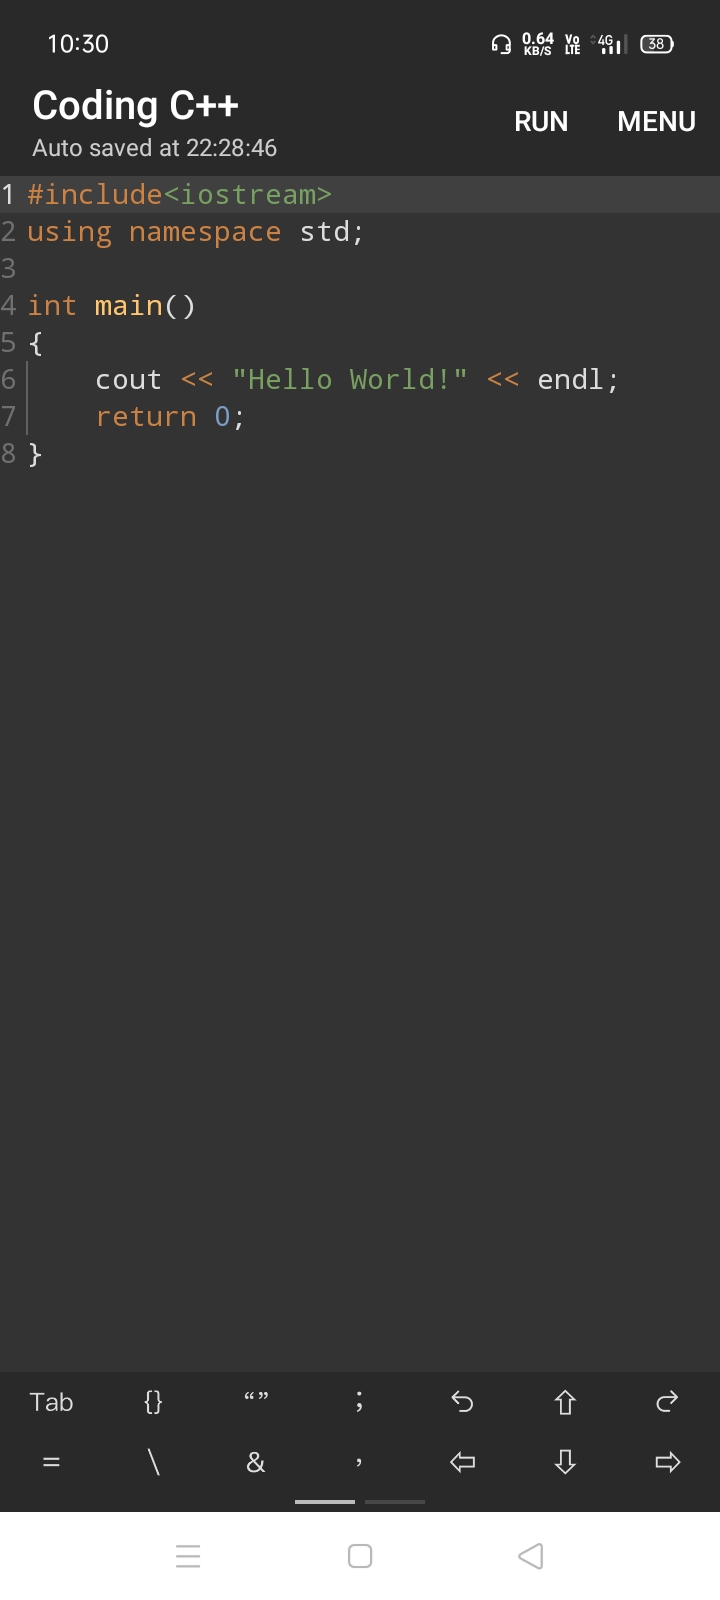 10:30 0.64 KB/S Vo LTE 4G 38
Coding C++
RUN MENU
Auto saved at 22:28:46
1 #include<iostream>
2 using namespace std;
3
4 int main()
5 {
6     cout << "Hello World!" << endl;
7     return 0;
8 }
Tab {} “” ;
= \ & ,